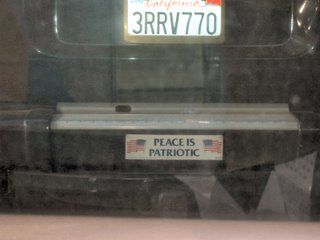 California
3RRV770
PEACE IS
PATRIOTIC